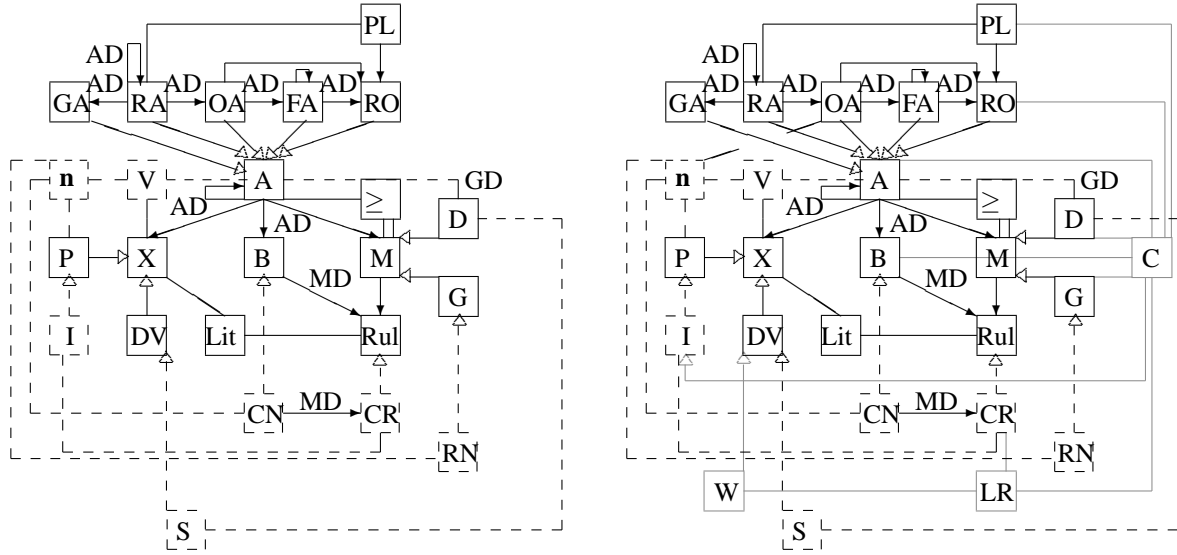 PL PL
AD AD
AD AD AD AD AD AD
GA RA OA FA RO GA RA OA FA RO
n V A GD n V A GD
≥ D ≥ D
AD AD AD AD
P X B M P X B M C
MD G MD G
I DV Lit Rul I DV Lit Rul
CN MD CR CN MD CR
RN RN
W LR
S S